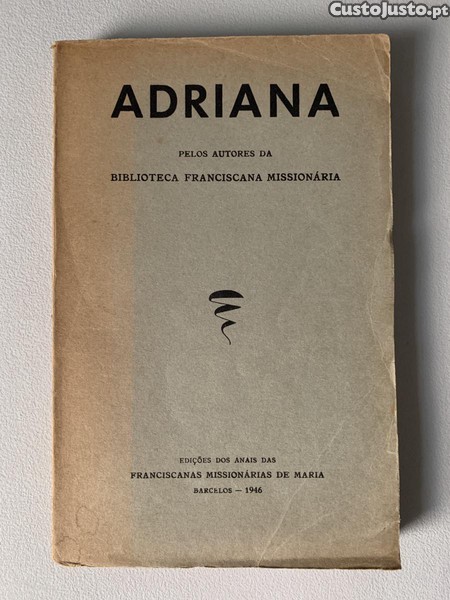 CustoJusto.pt
ADRIANA
PELOS AUTORES DA
BIBLIOTECA FRANCISCANA MISSIONÁRIA
EDIÇÕES DOS ANAIS DAS
FRANCISCANAS MISSIONÁRIAS DE MARIA
BARCELOS — 1946